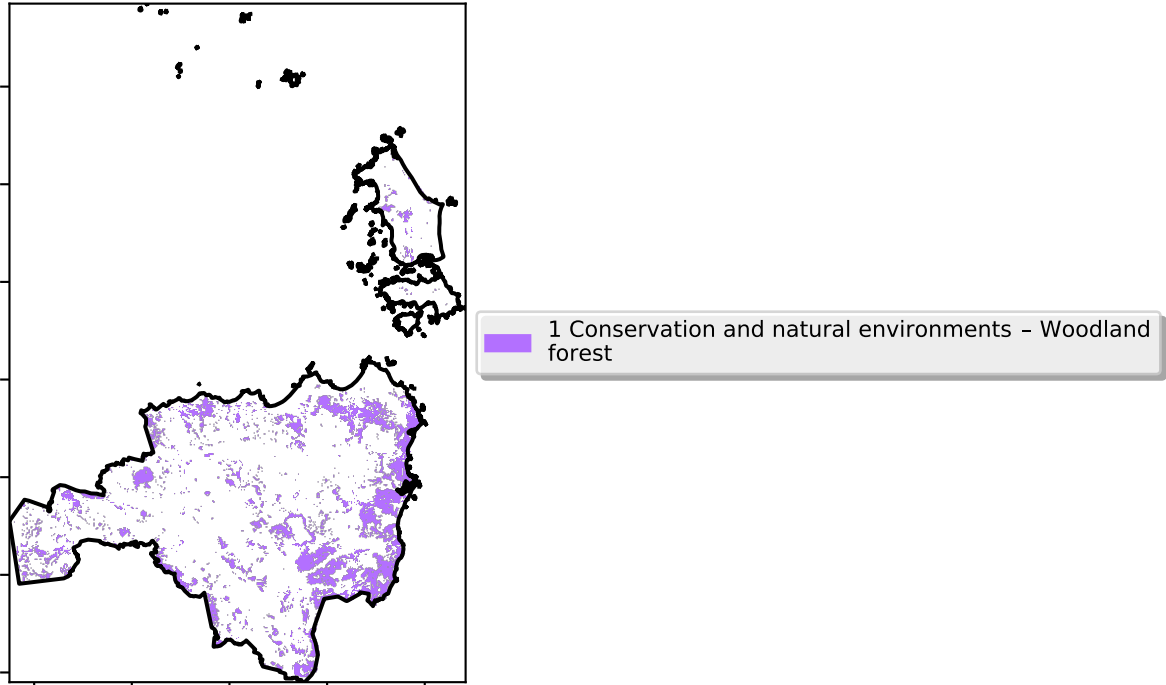 1 Conservation and natural environments – Woodland
forest